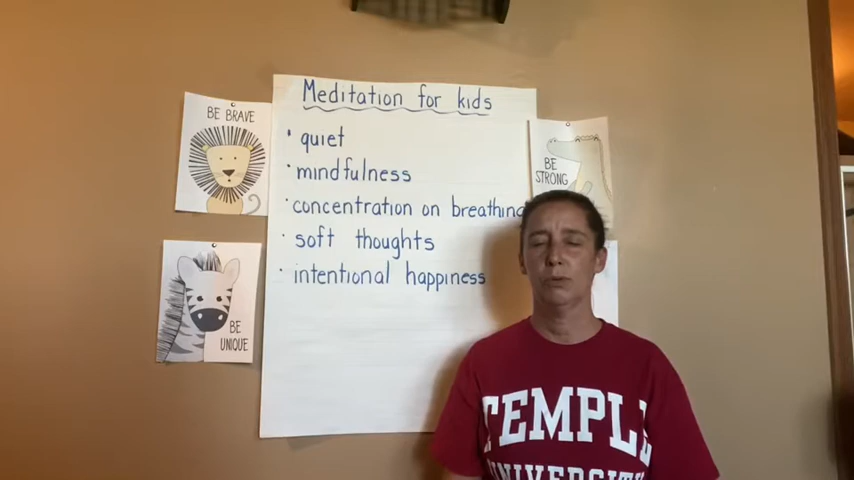 Meditation for kids
• quiet
• mindfulness
• concentration on breathing
• soft thoughts
• intentional happiness
BE BRAVE
BE UNIQUE
BE
STRONG
TEMPLE
UNIVERSITY